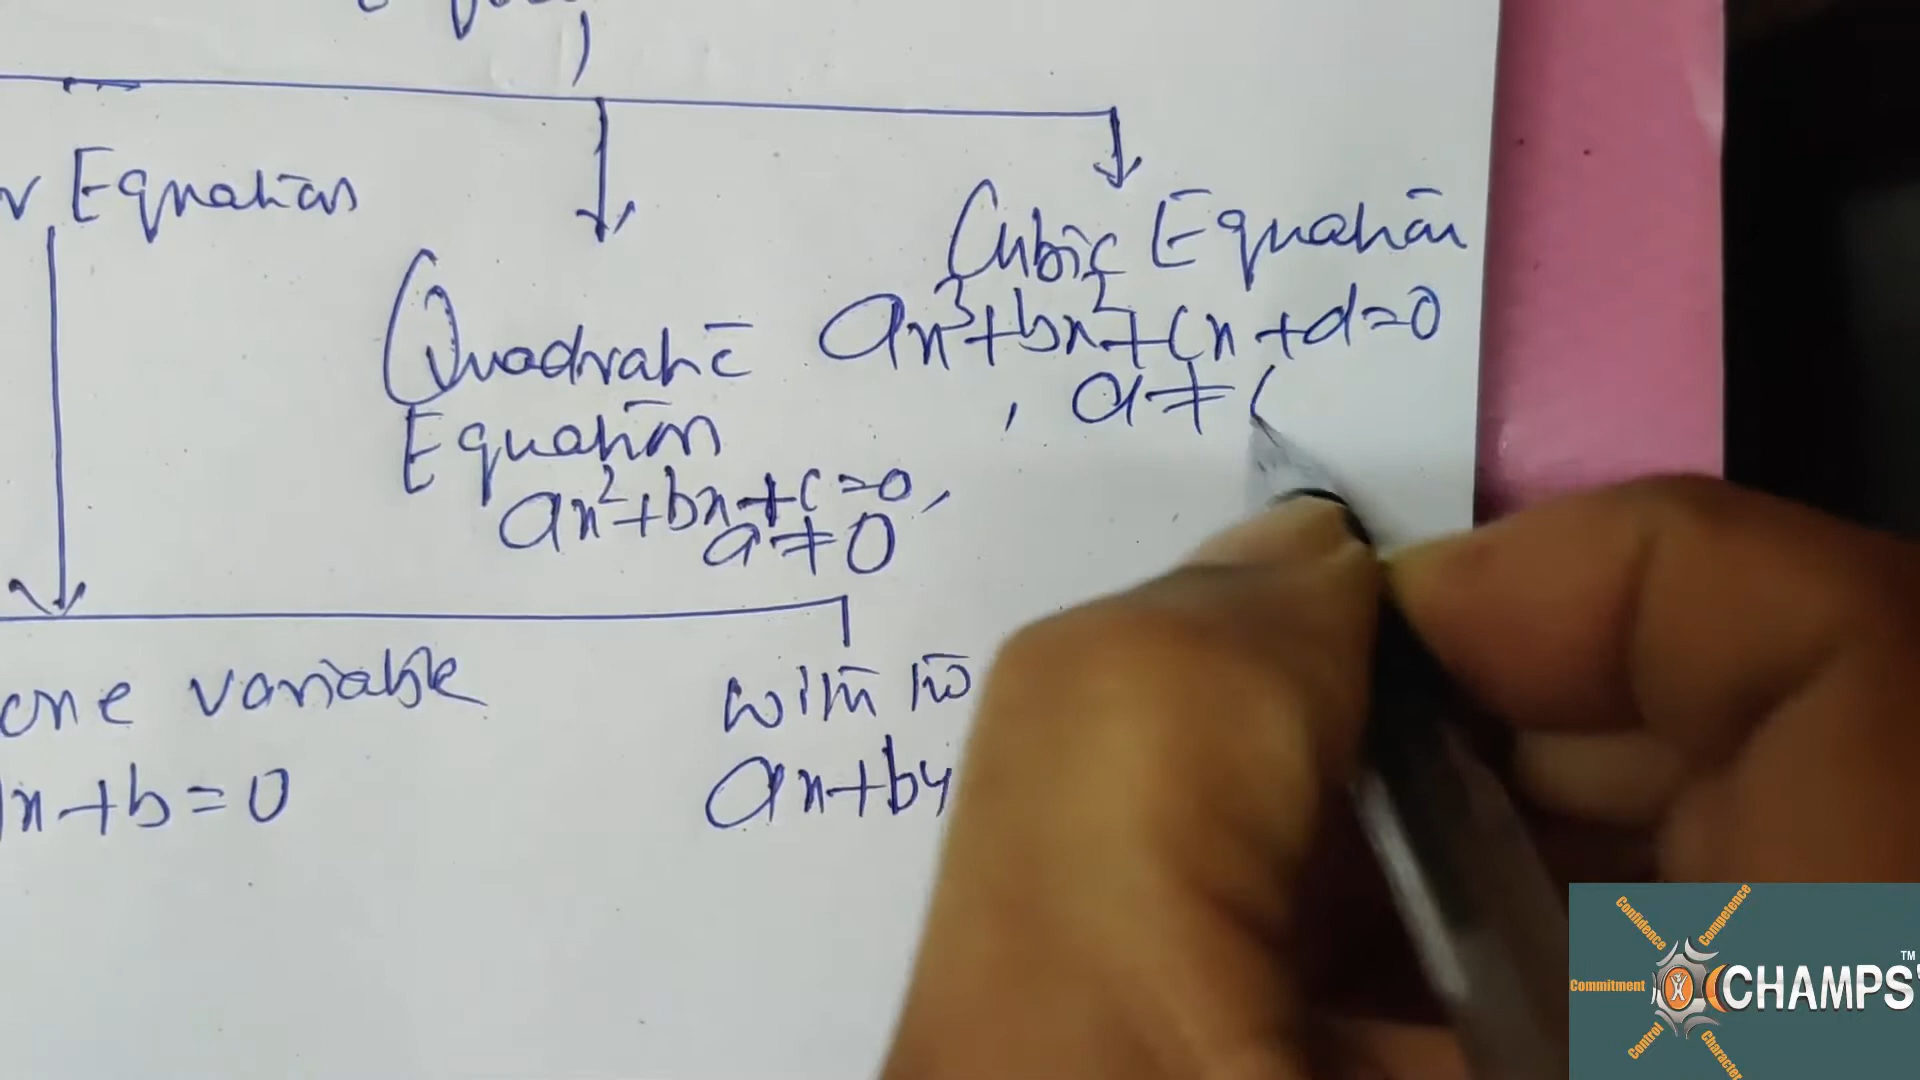 Equation
Cubic Equation
ax³+bx²+cx+d=0
, a≠
Quadratic
Equation
ax²+bx+c=0,
a≠0
one variable
x+b=0
with two
ax+by
Confidence
Competence
Commitment
CHAMPS
TM
Control
Character